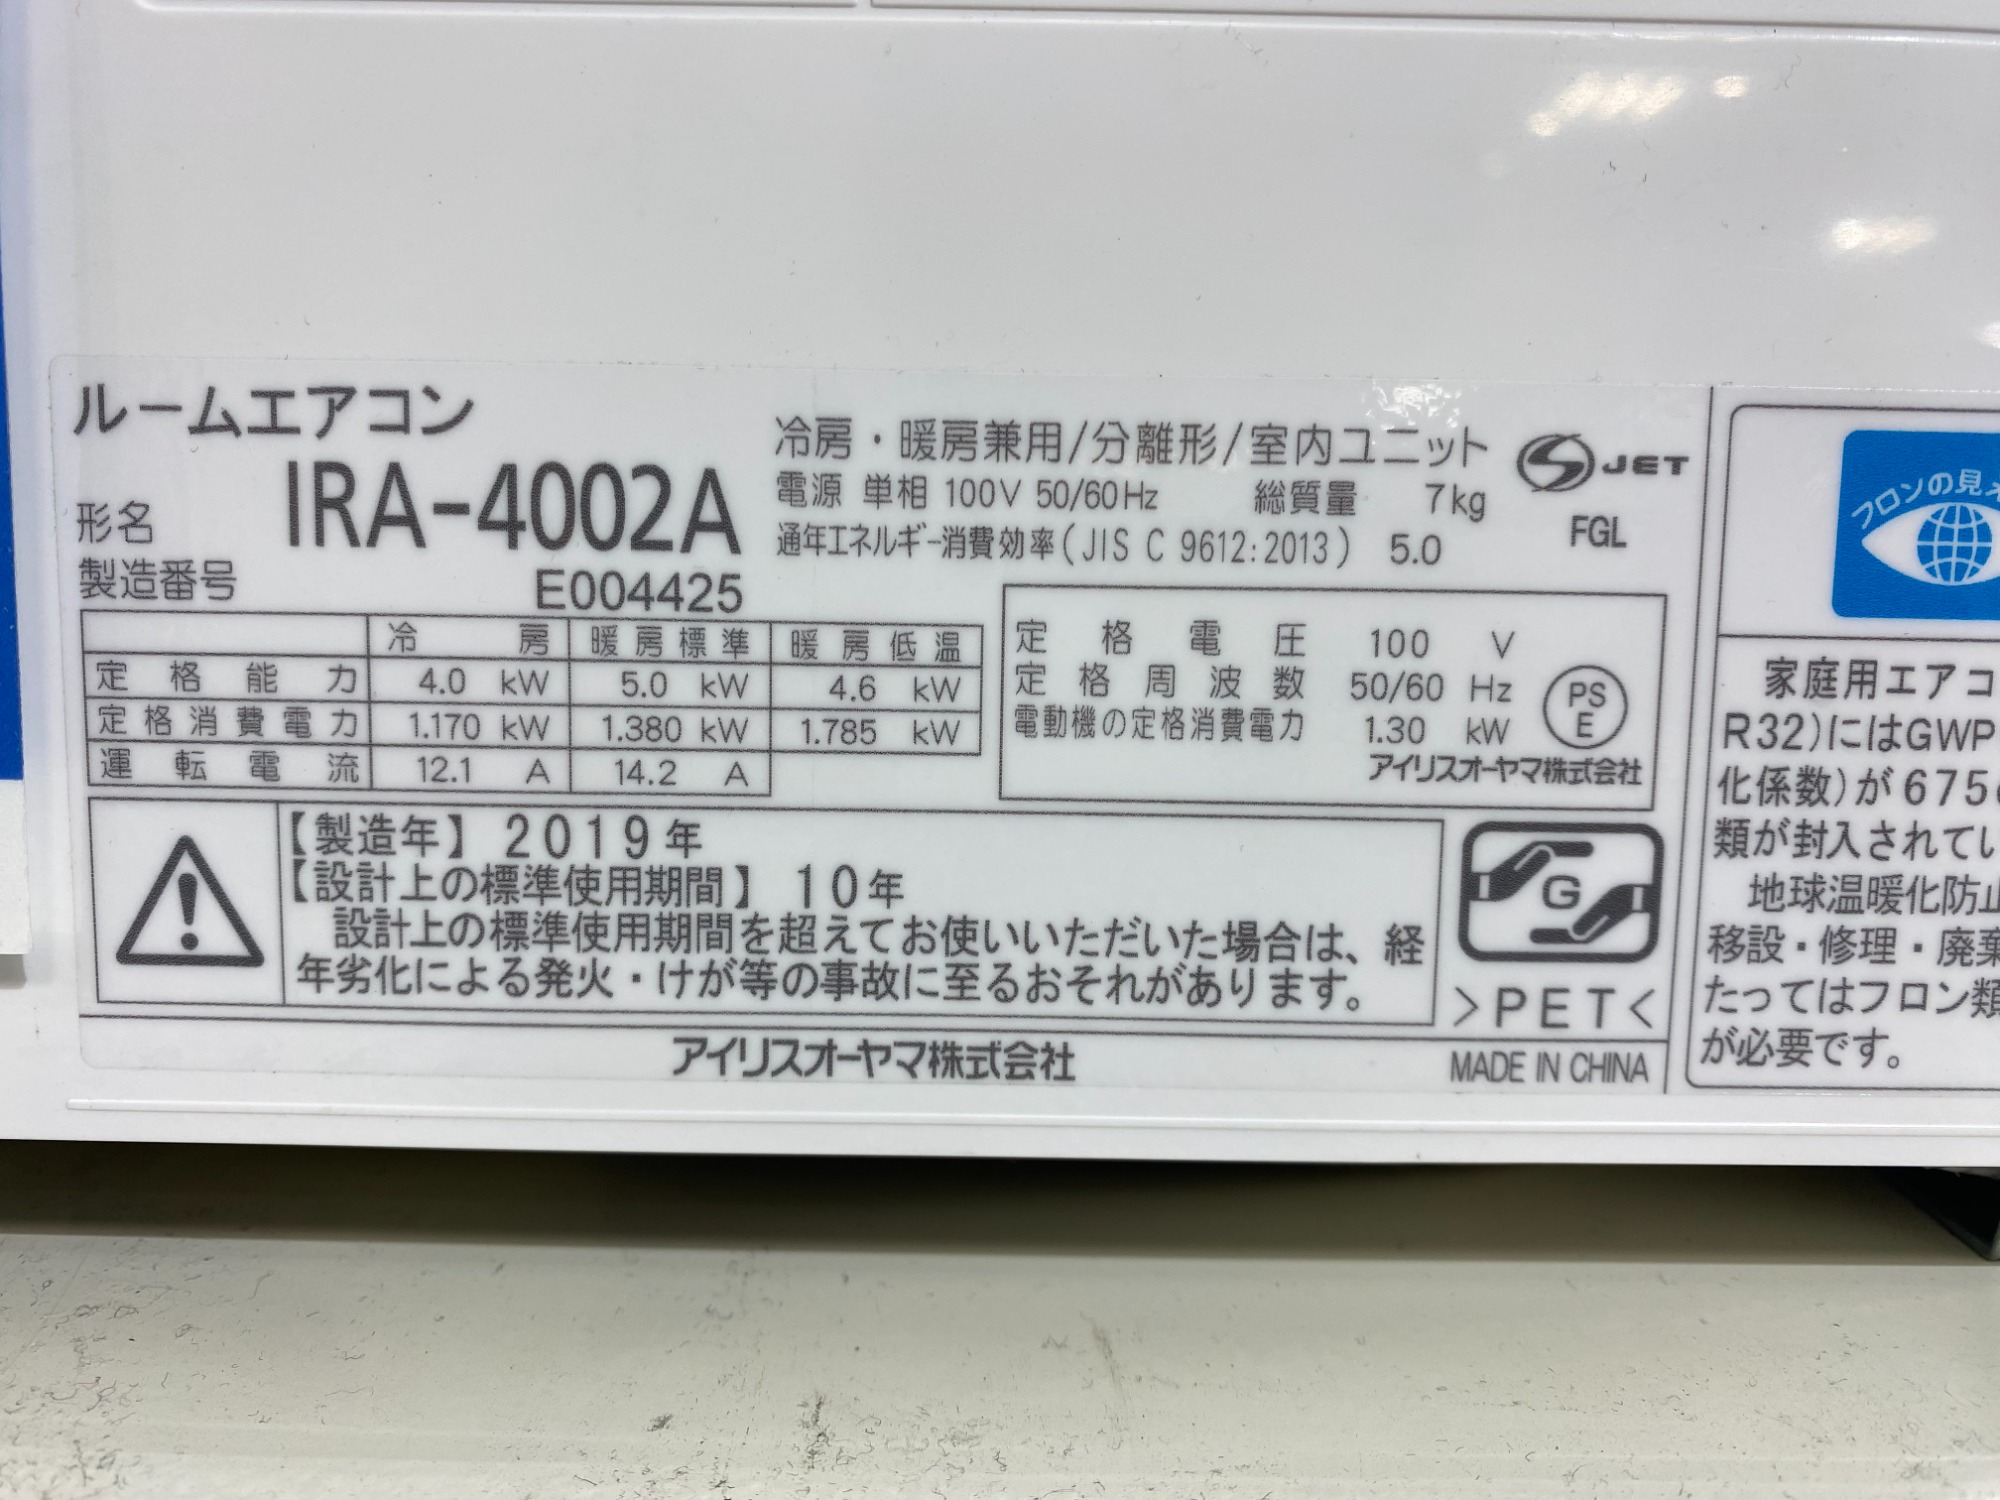 ルームエアコン
形名 IRA-4002A
製造番号 E004425
冷房・暖房兼用/分離形/室内ユニット
電源 単相 100V 50/60Hz 総質量 7kg
通年エネルギー消費効率(JIS C 9612:2013) 5.0
JET
FGL
冷房 暖房標準 暖房低温
定格能力 4.0 kW 5.0 kW 4.6 kW
定格消費電力 1.170 kW 1.380 kW 1.785 kW
運転電流 12.1 A 14.2 A
定格電圧 100 V
定格周波数 50/60 Hz
電動機の定格消費電力 1.30 kW
PS
E
アイリスオーヤマ株式会社
【製造年】 2019年
【設計上の標準使用期間】 10年
設計上の標準使用期間を超えてお使いいただいた場合は、経
年劣化による発火・けが等の事故に至るおそれがあります。
G
>PET<
アイリスオーヤマ株式会社
MADE IN CHINA
フロンの見
家庭用エアコ
R32)にはGWP
化係数)が675
類が封入されてい
地球温暖化防止
移設・修理・廃棄
たってはフロン類
が必要です。